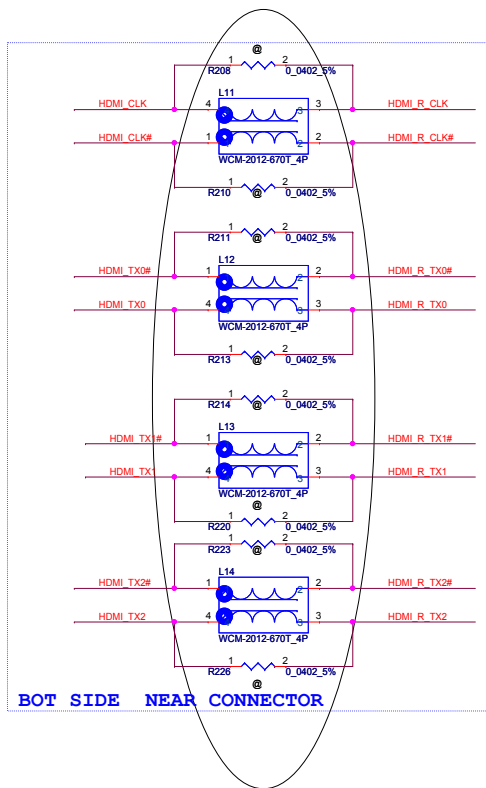 @
1 2
R208 0_0402_5%
L11
HDMI_CLK 4 3 3 HDMI_R_CLK
HDMI_CLK# 1 2 2 HDMI_R_CLK#
WCM-2012-670T_4P
1 2
R210 @ 0_0402_5%
1 2
R211 @ 0_0402_5%
L12
HDMI_TX0# 1 2 2 HDMI_R_TX0#
HDMI_TX0 4 3 3 HDMI_R_TX0
WCM-2012-670T_4P
1 2
R213 @ 0_0402_5%
1 2
R214 @ 0_0402_5%
L13
HDMI_TX1# 1 2 2 HDMI_R_TX1#
HDMI_TX1 4 3 3 HDMI_R_TX1
WCM-2012-670T_4P
@
1 2
R220 0_0402_5%
1 2
R223 @ 0_0402_5%
L14
HDMI_TX2# 1 2 2 HDMI_R_TX2#
HDMI_TX2 4 3 3 HDMI_R_TX2
WCM-2012-670T_4P
1 2
R226 0_0402_5%
@
BOT SIDE NEAR CONNECTOR